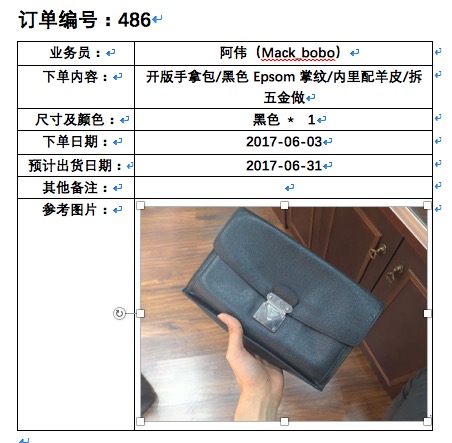 订单编号：486
业务员： 阿伟（Mack_bobo）
下单内容： 开版手拿包/黑色 Epsom 掌纹/内里配羊皮/拆
五金做
尺寸及颜色： 黑色 * 1
下单日期： 2017-06-03
预计出货日期： 2017-06-31
其他备注：
参考图片：